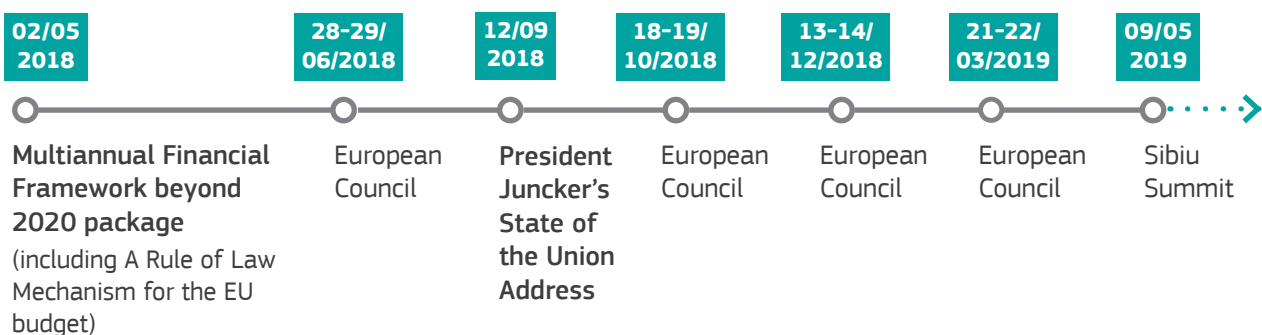 02/05
2018
28-29/
06/2018
12/09
2018
18-19/
10/2018
13-14/
12/2018
21-22/
03/2019
09/05
2019
Multiannual Financial
Framework beyond
2020 package
(including A Rule of Law
Mechanism for the EU
budget)
European
Council
President
Juncker’s
State of
the Union
Address
European
Council
European
Council
European
Council
Sibiu
Summit